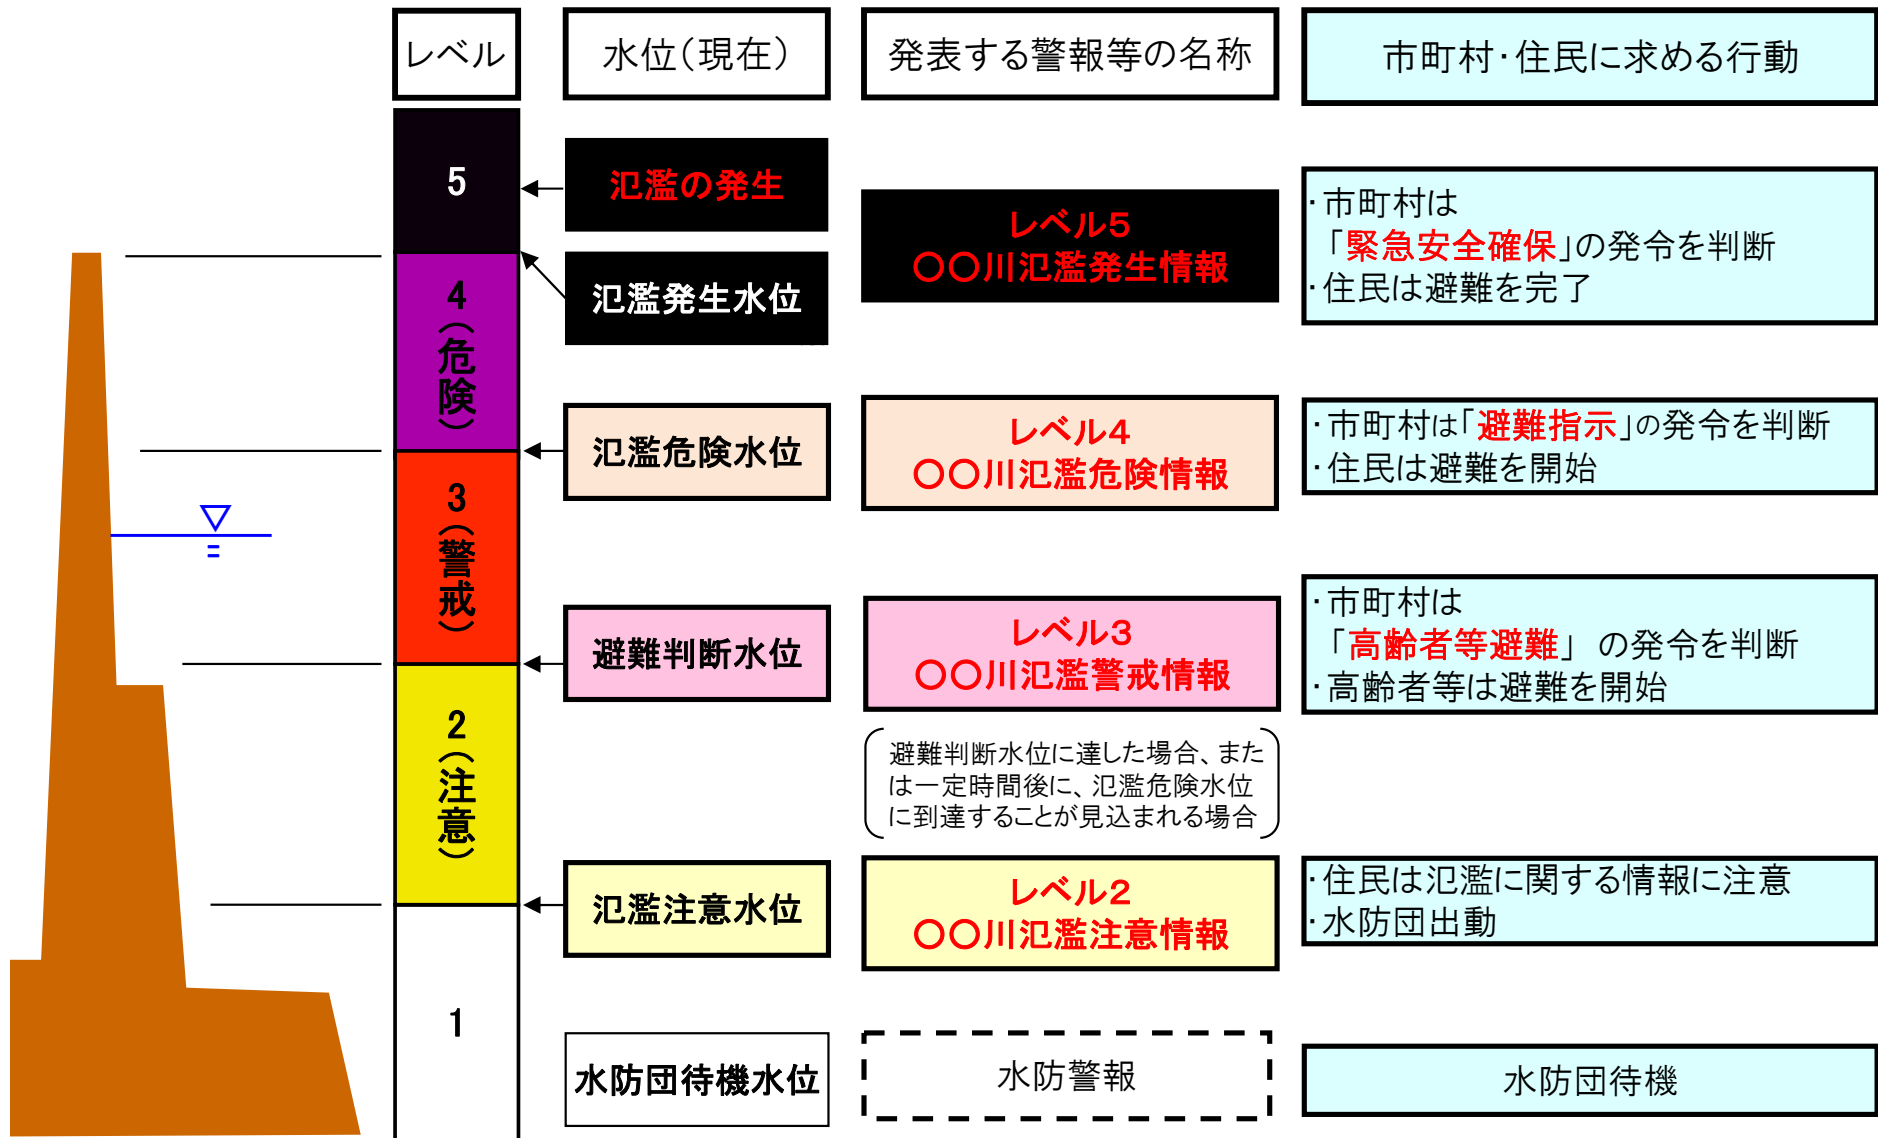 レベル
水位(現在)
発表する警報等の名称
市町村・住民に求める行動
5
氾濫の発生
氾濫発生水位
レベル5
〇〇川氾濫発生情報
・市町村は
「緊急安全確保」の発令を判断
・住民は避難を完了
4(危険)
氾濫危険水位
レベル4
〇〇川氾濫危険情報
・市町村は「避難指示」の発令を判断
・住民は避難を開始
3(警戒)
避難判断水位
レベル3
〇〇川氾濫警戒情報
避難判断水位に達した場合、また
は一定時間後に、氾濫危険水位
に到達することが見込まれる場合
・市町村は
「高齢者等避難」 の発令を判断
・高齢者等は避難を開始
2(注意)
氾濫注意水位
レベル2
〇〇川氾濫注意情報
・住民は氾濫に関する情報に注意
・水防団出動
1
水防団待機水位
水防警報
水防団待機